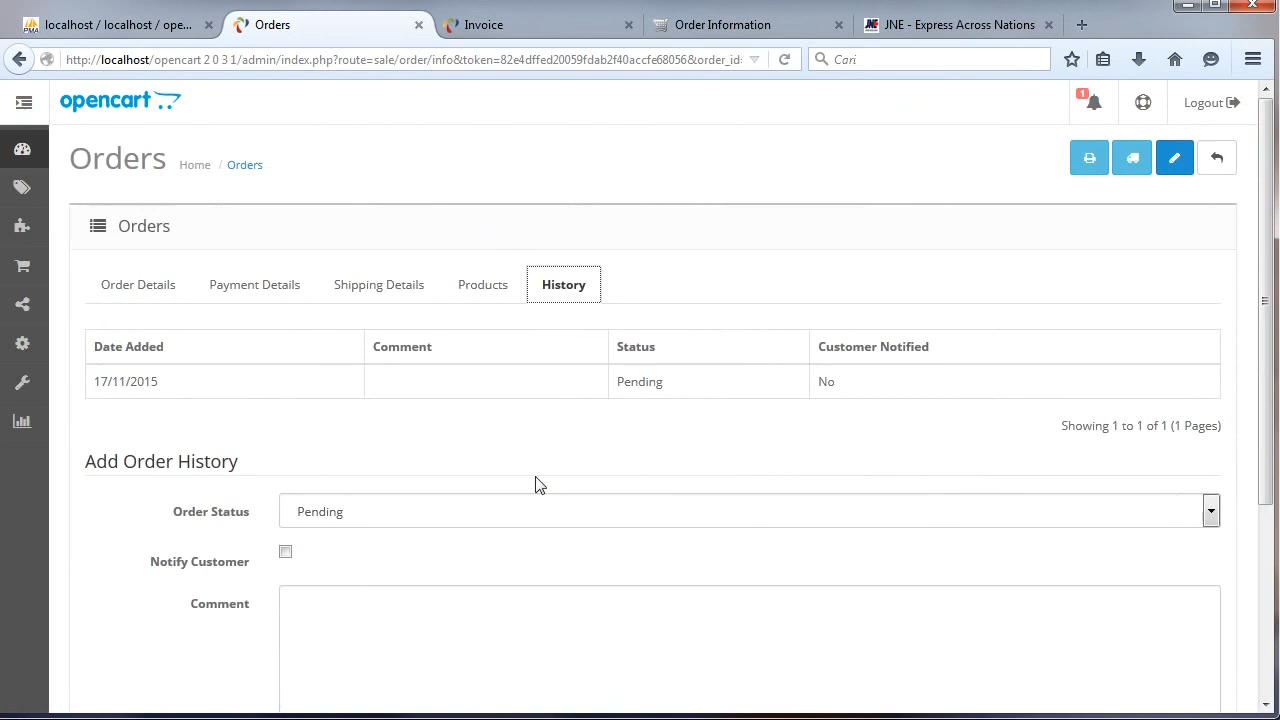 localhost / localhost / ope...
Orders
Invoice
Order Information
JNE - Express Across Nations
http://localhost/opencart 2 0 3 1/admin/index.php?route=sale/order/info&token=82e4dffed20059fdab2f40accfe68056&order_id:
Cari
opencart
1
Logout
Orders
Home / Orders
Orders
Order Details
Payment Details
Shipping Details
Products
History
Date Added
Comment
Status
Customer Notified
17/11/2015
Pending
No
Showing 1 to 1 of 1 (1 Pages)
Add Order History
Order Status
Pending
Notify Customer
Comment